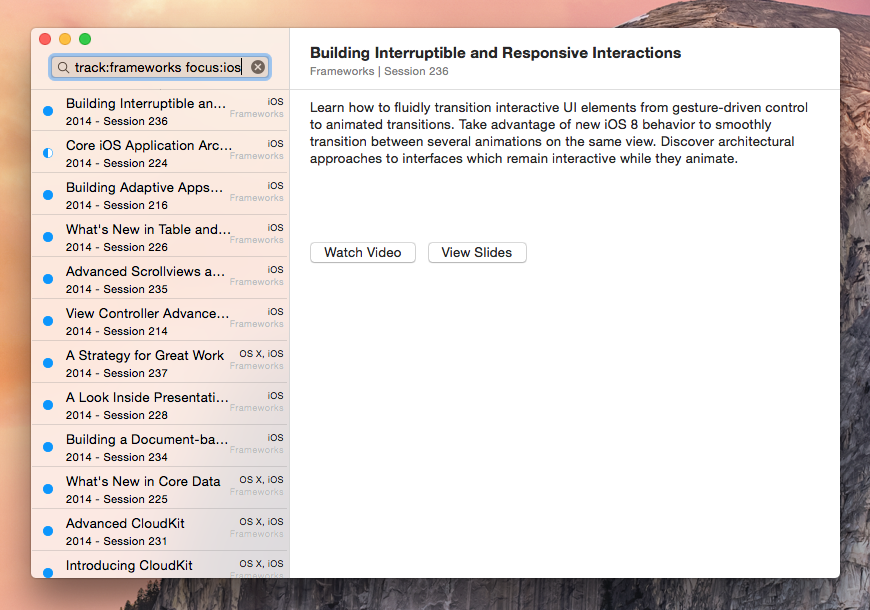 track:frameworks focus:ios
Building Interruptible an... iOS
2014 - Session 236 Frameworks
Core iOS Application Arc... iOS
2014 - Session 224 Frameworks
Building Adaptive Apps... iOS
2014 - Session 216 Frameworks
What's New in Table and... iOS
2014 - Session 226 Frameworks
Advanced Scrollviews a... iOS
2014 - Session 235 Frameworks
View Controller Advance... iOS
2014 - Session 214 Frameworks
A Strategy for Great Work OS X, iOS
2014 - Session 237 Frameworks
A Look Inside Presentati... iOS
2014 - Session 228 Frameworks
Building a Document-ba... iOS
2014 - Session 234 Frameworks
What's New in Core Data OS X, iOS
2014 - Session 225 Frameworks
Advanced CloudKit OS X, iOS
2014 - Session 231 Frameworks
Introducing CloudKit OS X, iOS
Frameworks
Building Interruptible and Responsive Interactions
Frameworks | Session 236
Learn how to fluidly transition interactive UI elements from gesture-driven control
to animated transitions. Take advantage of new iOS 8 behavior to smoothly
transition between several animations on the same view. Discover architectural
approaches to interfaces which remain interactive while they animate.
Watch Video View Slides